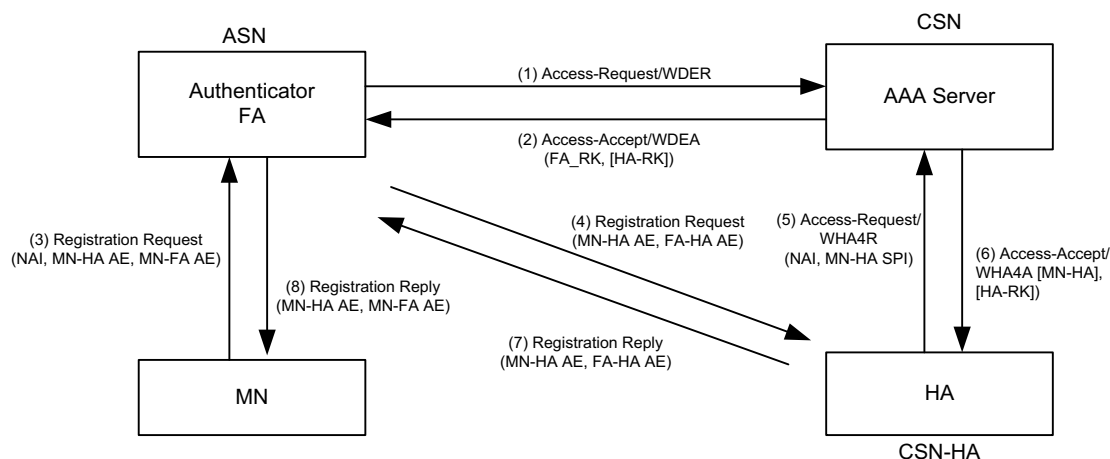 ASN
CSN
Authenticator
FA
AAA Server
(1) Access-Request/WDER
(2) Access-Accept/WDEA
(FA_RK, [HA-RK])
(3) Registration Request
(NAI, MN-HA AE, MN-FA AE)
(4) Registration Request
(MN-HA AE, FA-HA AE)
(5) Access-Request/
WHA4R
(NAI, MN-HA SPI)
(6) Access-Accept/
WHA4A [MN-HA],
[HA-RK])
(8) Registration Reply
(MN-HA AE, MN-FA AE)
(7) Registration Reply
(MN-HA AE, FA-HA AE)
MN
HA
CSN-HA